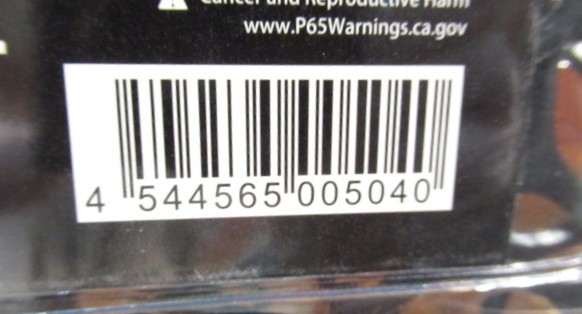 Cancer and Reproductive Harm
www.P65Warnings.ca.gov
4 544565 005040